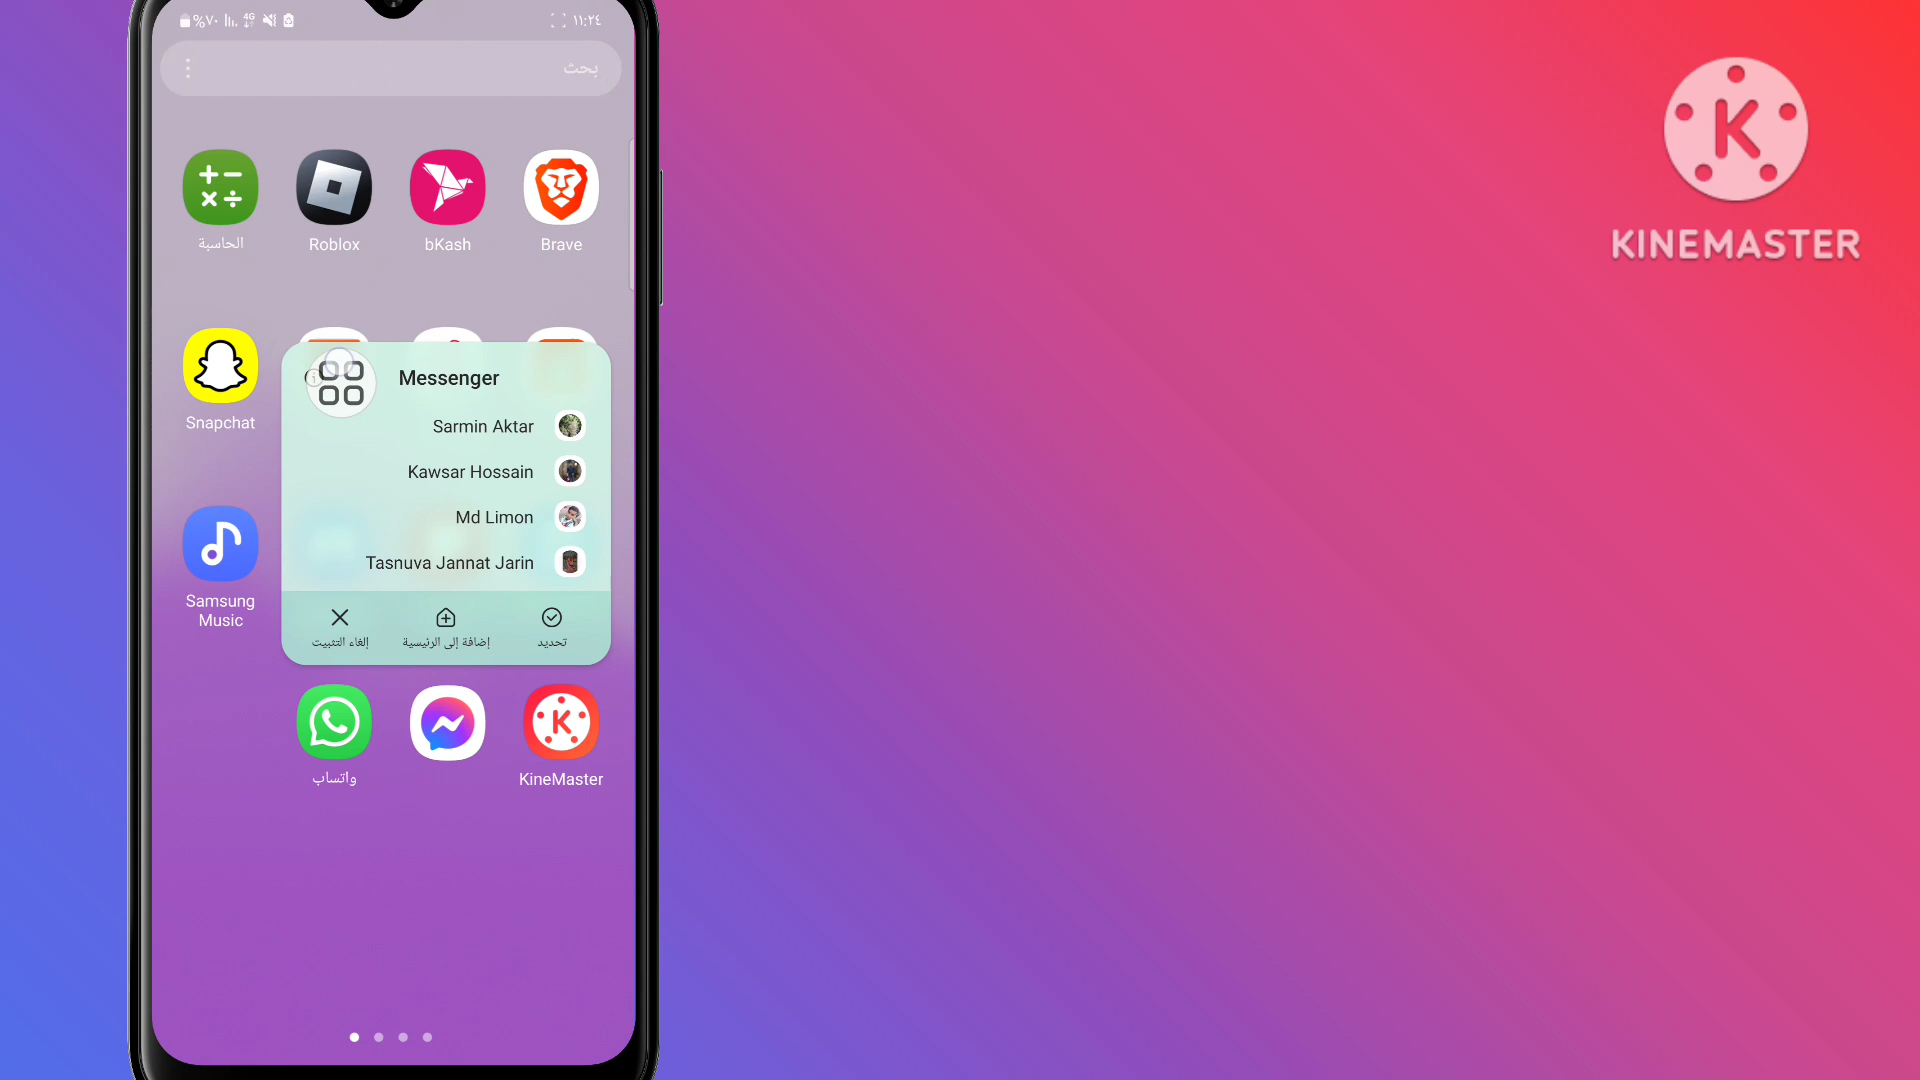 %٧٠ 4G ١١:٢٤
بحث
الحاسبة Roblox bKash Brave
Snapchat
Messenger
Sarmin Aktar
Kawsar Hossain
Md Limon
Tasnuva Jannat Jarin
Samsung
Music
إلغاء التثبيت إضافة إلى الرئيسية تحديد
واتساب KineMaster
K
KINEMASTER